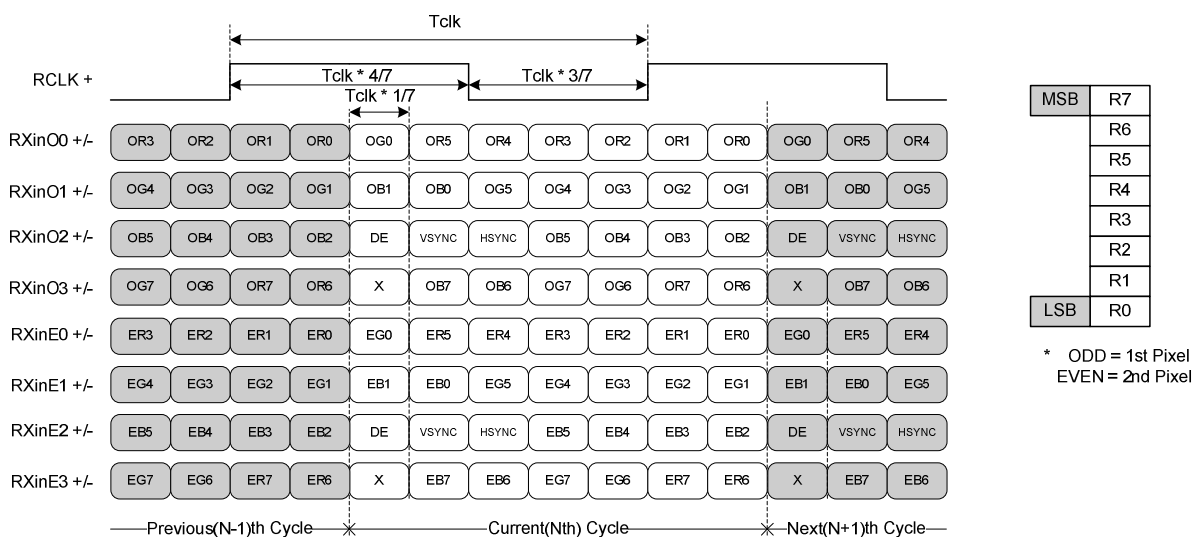 Tclk
RCLK +
Tclk * 4/7
Tclk * 3/7
Tclk * 1/7
RXinO0 +/- OR3 OR2 OR1 OR0 OG0 OR5 OR4 OR3 OR2 OR1 OR0 OG0 OR5 OR4
RXinO1 +/- OG4 OG3 OG2 OG1 OB1 OB0 OG5 OG4 OG3 OG2 OG1 OB1 OB0 OG5
RXinO2 +/- OB5 OB4 OB3 OB2 DE VSYNC HSYNC OB5 OB4 OB3 OB2 DE VSYNC HSYNC
RXinO3 +/- OG7 OG6 OR7 OR6 X OB7 OB6 OG7 OG6 OR7 OR6 X OB7 OB6
RXinE0 +/- ER3 ER2 ER1 ER0 EG0 ER5 ER4 ER3 ER2 ER1 ER0 EG0 ER5 ER4
RXinE1 +/- EG4 EG3 EG2 EG1 EB1 EB0 EG5 EG4 EG3 EG2 EG1 EB1 EB0 EG5
RXinE2 +/- EB5 EB4 EB3 EB2 DE VSYNC HSYNC EB5 EB4 EB3 EB2 DE VSYNC HSYNC
RXinE3 +/- EG7 EG6 ER7 ER6 X EB7 EB6 EG7 EG6 ER7 ER6 X EB7 EB6
Previous(N-1)th Cycle Current(Nth) Cycle Next(N+1)th Cycle
MSB R7
R6
R5
R4
R3
R2
R1
LSB R0
* ODD = 1st Pixel
EVEN = 2nd Pixel